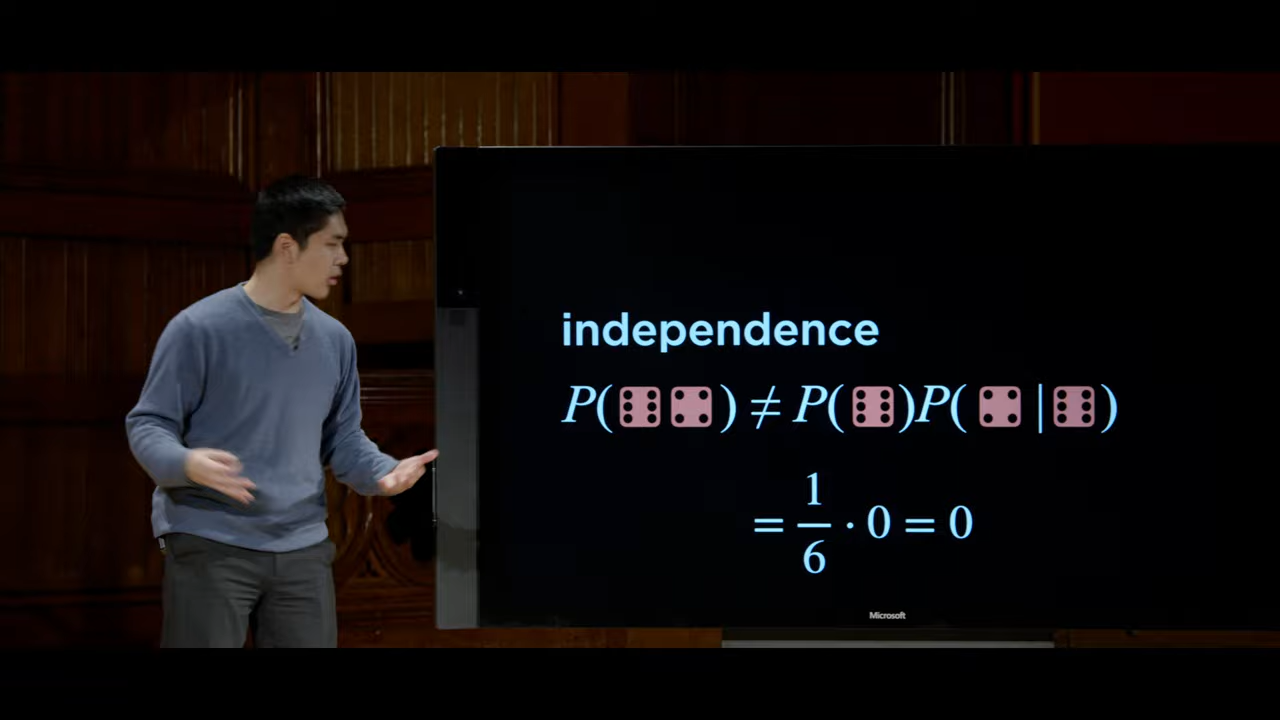 independence
P(⚅⚃) ≠ P(⚅)P(⚃|⚅)
= 1/6 · 0 = 0
Microsoft